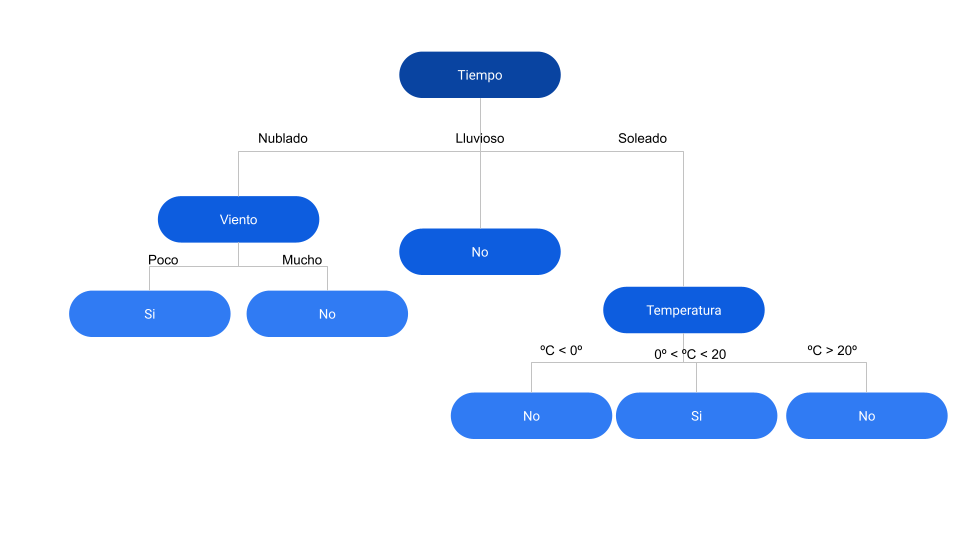 Tiempo
Nublado
Lluvioso
Soleado
Viento
No
Poco
Mucho
Si
No
Temperatura
ºC < 0º
0º < ºC < 20
ºC > 20º
No
Si
No